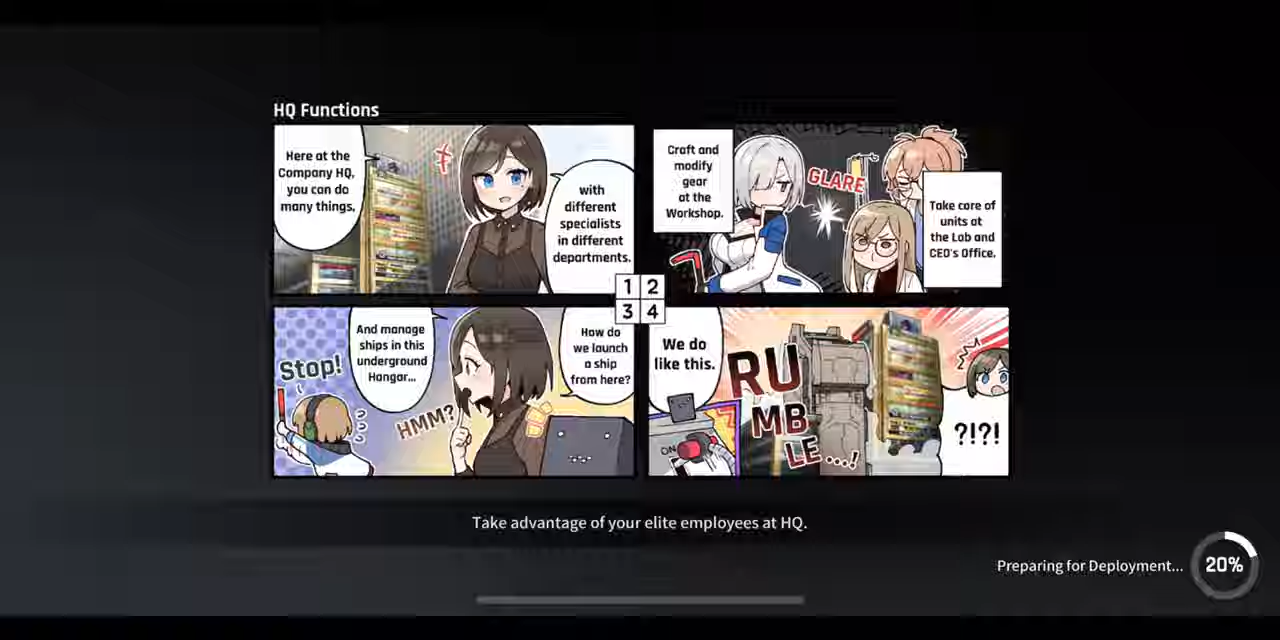 HQ Functions
Here at the
Company HQ,
you can do
many things,
with
different
specialists
in different
departments.
Craft and
modify
gear
at the
Workshop.
GLARE
Take care of
units at
the Lab and
CEO's Office.
1 2
3 4
And manage
ships in this
underground
Hangar...
Stop!
HMM?
How do
we launch
a ship
from here?
We do
like this.
ON
RU
MB
LE...!
?!?!
Take advantage of your elite employees at HQ.
Preparing for Deployment...
20%